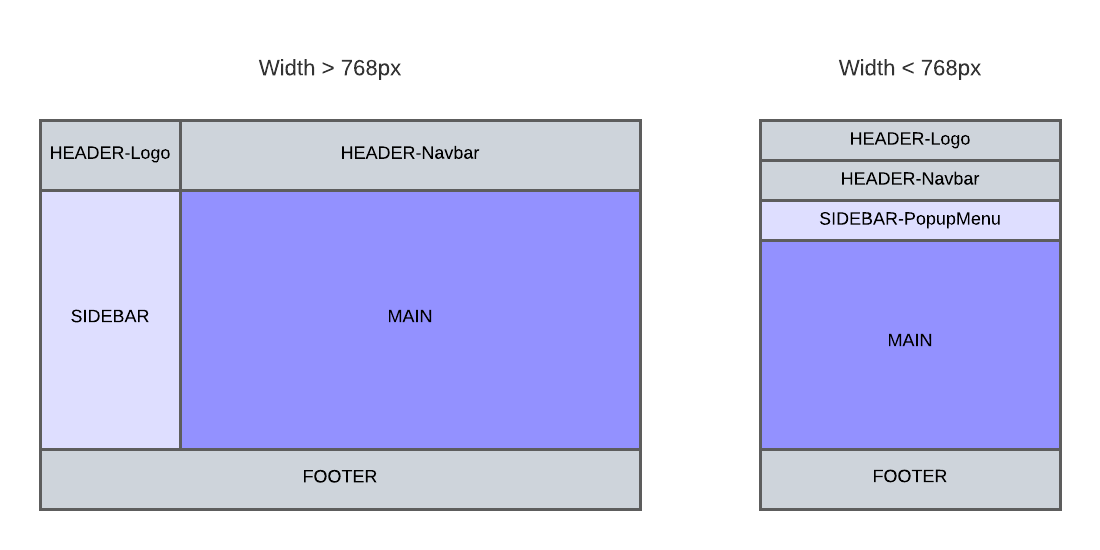 Width > 768px
HEADER-Logo
HEADER-Navbar
SIDEBAR
MAIN
FOOTER
Width < 768px
HEADER-Logo
HEADER-Navbar
SIDEBAR-PopupMenu
MAIN
FOOTER